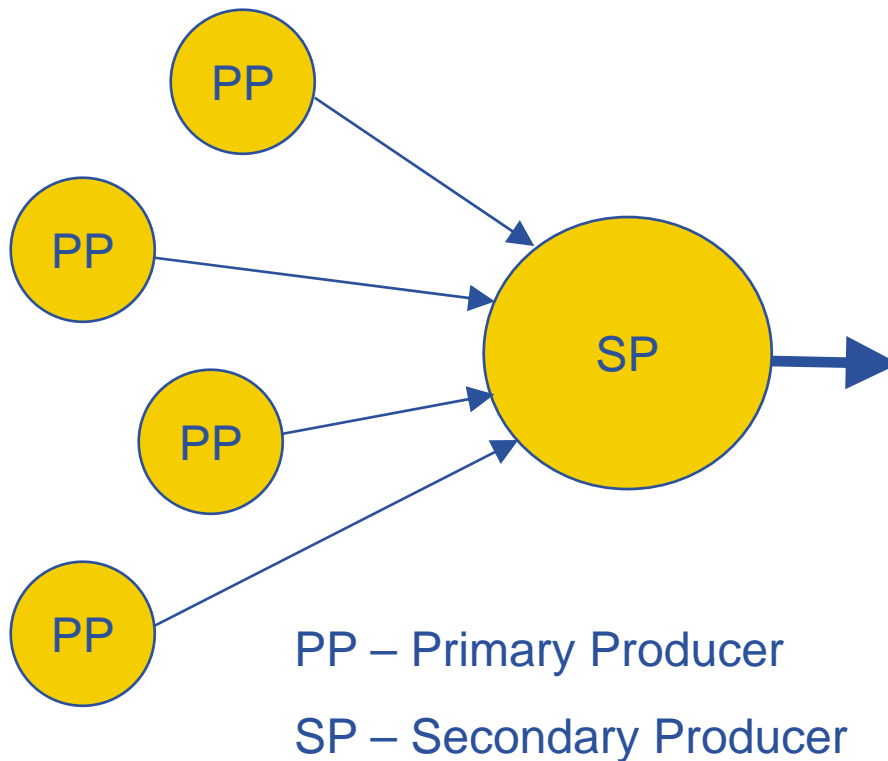 PP
PP
SP
PP
PP
PP – Primary Producer
SP – Secondary Producer